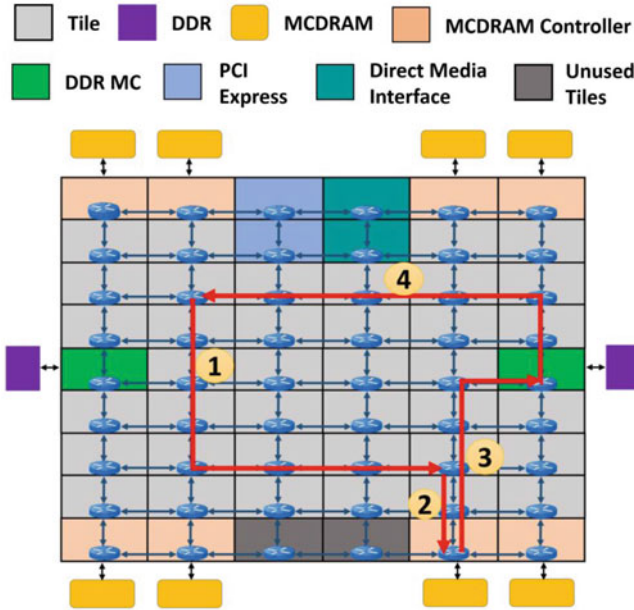 Tile DDR MCDRAM MCDRAM Controller
DDR MC PCI Express Direct Media Interface Unused Tiles
4
1
3
2